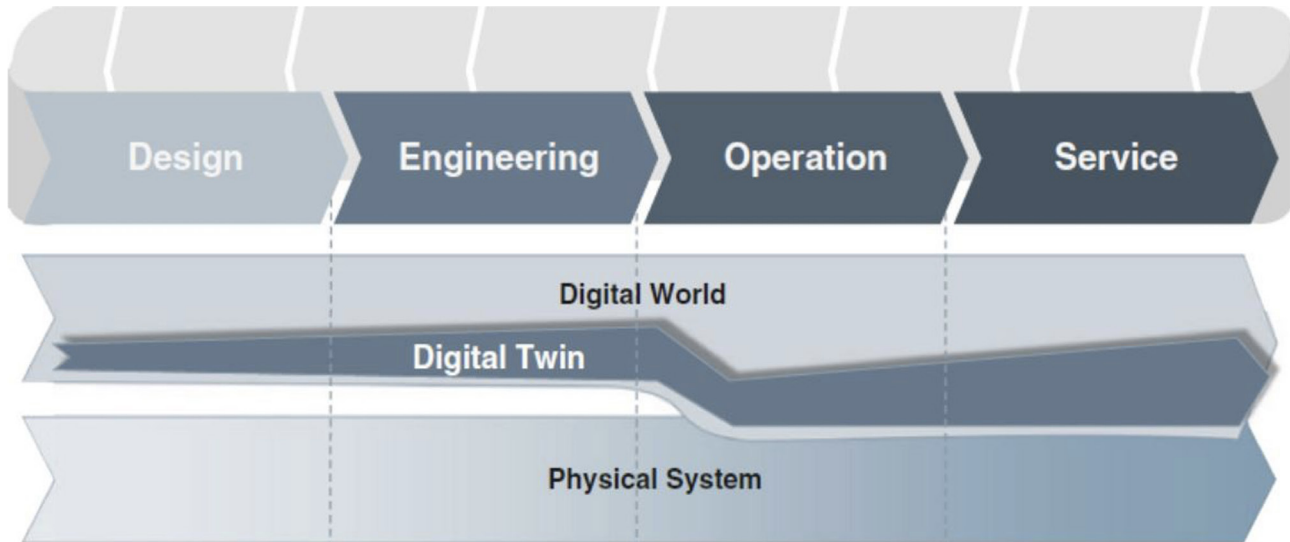 Design
Engineering
Operation
Service
Digital World
Digital Twin
Physical System